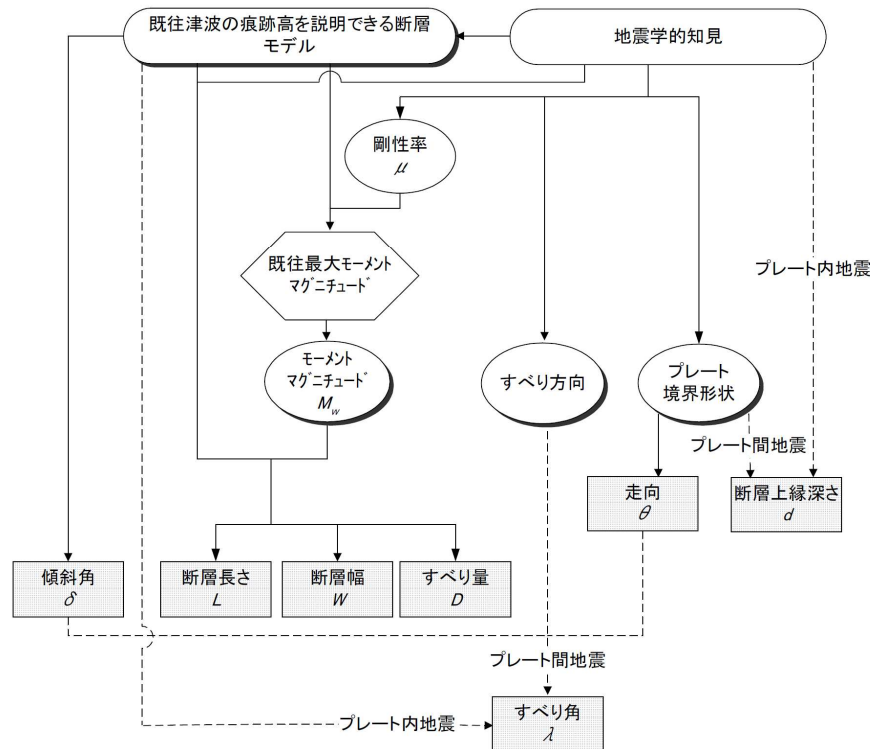 既往津波の痕跡高を説明できる断層
モデル
地震学的知見
剛性率
μ
プレート内地震
既往最大モーメント
マグニチュード
モーメント
マグニチュード
Mw
すべり方向
プレート
境界形状
プレート間地震
走向
θ
断層上縁深さ
d
傾斜角
δ
断層長さ
L
断層幅
W
すべり量
D
プレート間地震
プレート内地震
すべり角
λ